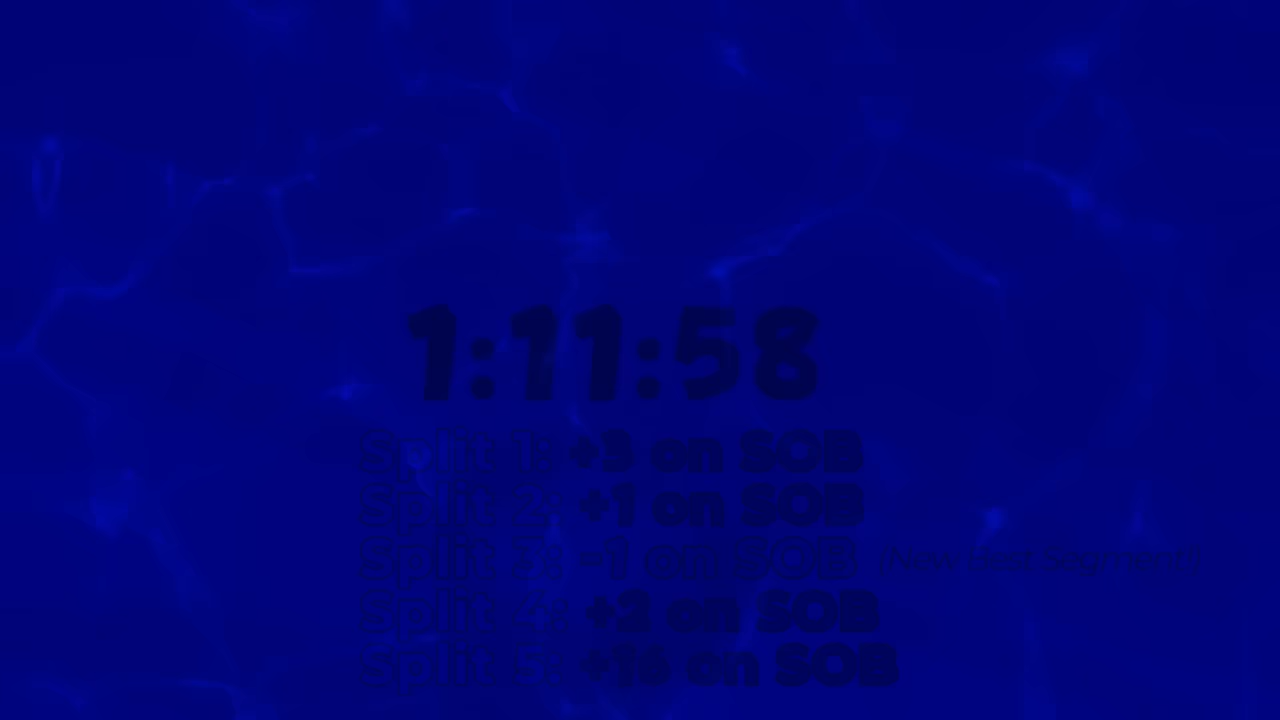 1:11:58
Split 1: +3 on SOB
Split 2: +1 on SOB
Split 3: -1 on SOB (New Best Segment!)
Split 4: +2 on SOB
Split 5: +16 on SOB